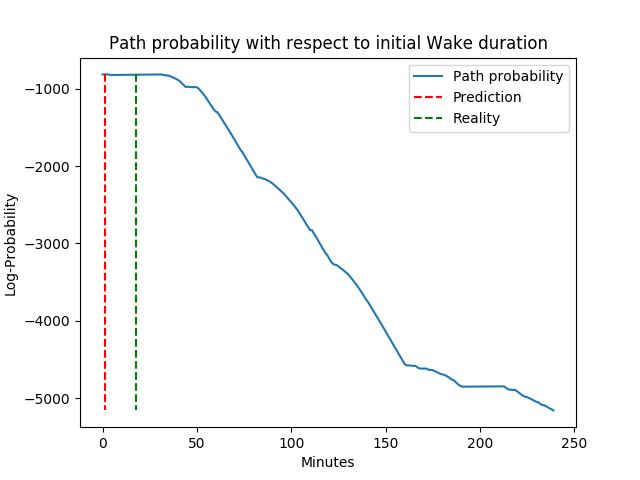 Path probability with respect to initial Wake duration
Path probability
Prediction
Reality
−1000
−2000
−3000
−4000
−5000
Log-Probability
0 50 100 150 200 250
Minutes